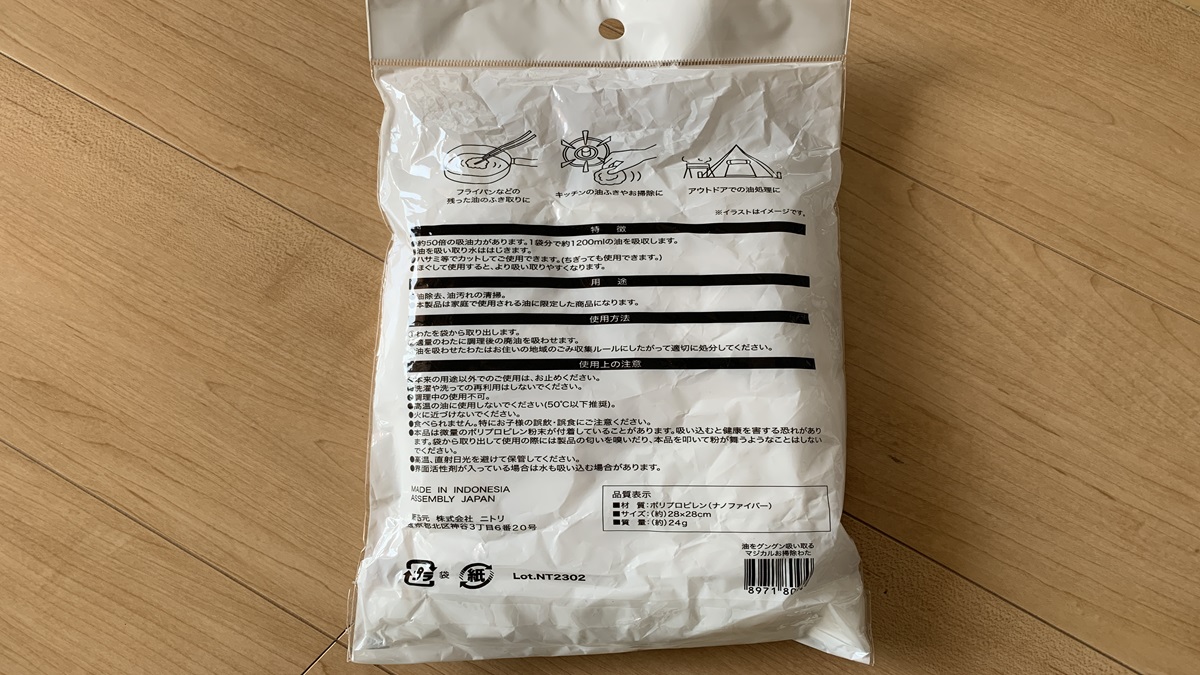 フライパンなどの
残った油のふき取りに
キッチンの油ふきやお掃除に
アウトドアでの油処理に
※イラストはイメージです。
特 徴
●約50倍の吸油力があります。1袋分で約1200mlの油を吸収します。
●油を吸い取り水ははじきます。
●ハサミ等でカットしてご使用できます。(ちぎっても使用できます。)
●ほぐして使用すると、より吸い取りやすくなります。
用 途
油除去、油汚れの清掃。
本製品は家庭で使用される油に限定した商品になります。
使用方法
わたを袋から取り出します。
適量のわたに調理後の廃油を吸わせます。
油を吸わせたわたはお住いの地域のごみ収集ルールにしたがって適切に処分してください。
使用上の注意
●本来の用途以外でのご使用は、お止めください。
●洗濯や洗っての再利用はしないでください。
●調理中の使用不可。
●高温の油に使用しないでください(50℃以下推奨)。
●火に近づけないでください。
●食べられません。特にお子様の誤飲・誤食にご注意ください。
●本品は微量のポリプロピレン粉末が付着していることがあります。吸い込むと健康を害する恐れがあり
ます。袋から取り出して使用の際には製品の匂いを嗅いだり、本品を叩いて粉が舞うようなことはしない
でください。
●高温、直射日光を避けて保管してください。
●界面活性剤が入っている場合は水も吸い込む場合があります。
MADE IN INDONESIA
ASSEMBLY JAPAN
株式会社 ニトリ
北区神谷3丁目6番20号
品質表示
■材 質:ポリプロピレン(ナノファイバー)
■サイズ:(約)28×28cm
■質 量:(約)24g
油をグングン吸い取る
マジカルお掃除わた
プラ 袋 紙 Lot.NT2302
8971